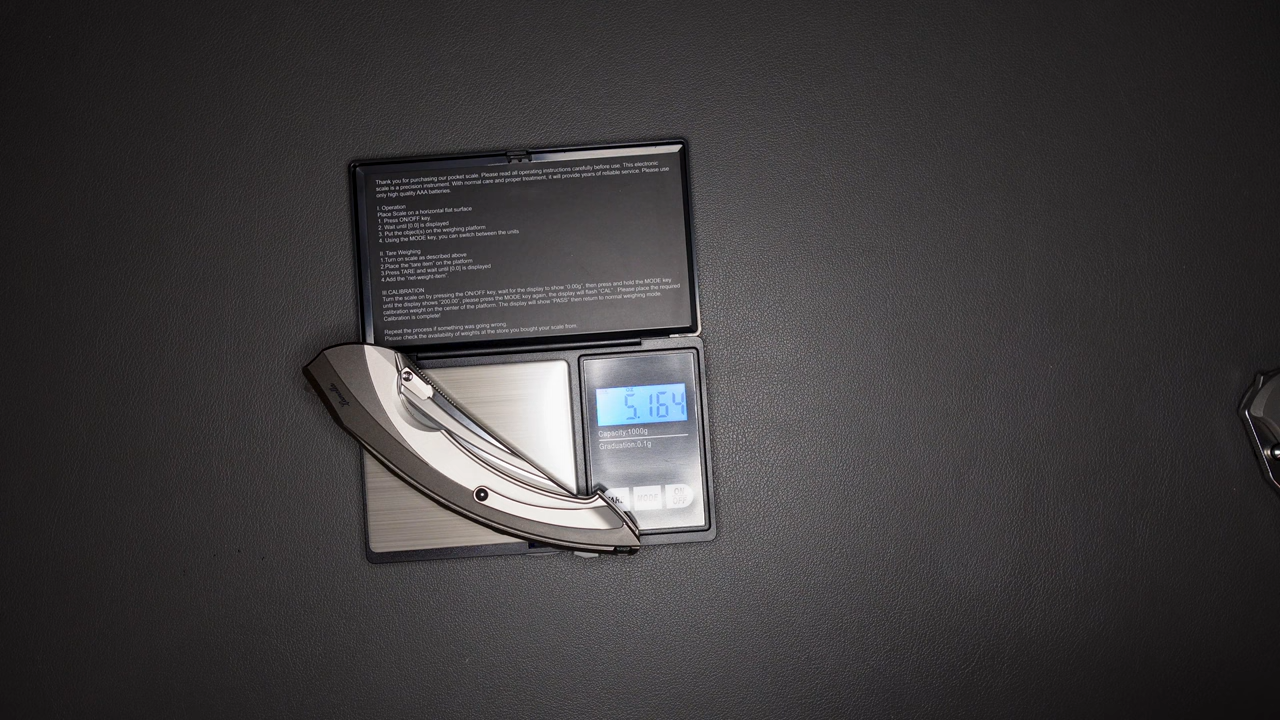 Thank you for purchasing our pocket scale. Please read all operating instructions carefully before use. This electronic
scale is a precision instrument. With normal care and proper treatment, it will provide years of reliable service. Please use
only high quality AAA batteries.
I. Operation
Place Scale on a horizontal flat surface
1. Press ON/OFF key.
2. Wait until [0.0] is displayed
3. Put the object(s) on the weighing platform
4. Using the MODE key, you can switch between the units
II. Tare Weighing
1.Turn on scale as described above
2.Place the "tare item" on the platform
3.Press TARE and wait until [0.0] is displayed
4.Add the "net-weight-item"
III.CALIBRATION
Turn the scale on by pressing the ON/OFF key, wait for the display to show "0.00g", then press and hold the MODE key
until the display shows "200.00", please press the MODE key again, the display will flash "CAL". Please place the required
calibration weight on the center of the platform. The display will show "PASS" then return to normal weighing mode.
Calibration is complete!
Repeat the process if something was going wrong.
Please check the availability of weights at the store you bought your scale from.
5.164
Capacity:1000g
Graduation:0.1g
MODE
ON
OFF